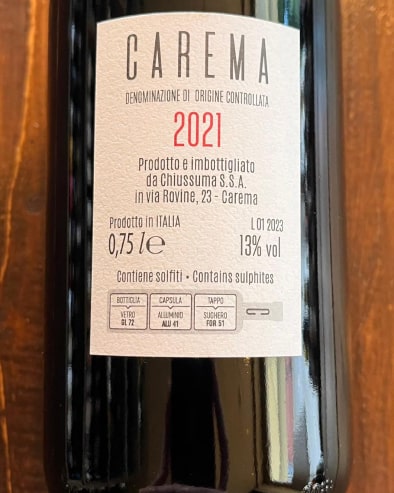 CAREMA
DENOMINAZIONE DI ORIGINE CONTROLLATA
2021
Prodotto e imbottigliato
da Chiussuma S.S.A.
in via Rovine, 23 - Carema
Prodotto in ITALIA
L 01 2023
0,75 l e
13% vol
Contiene solfiti • Contains sulphites
BOTTIGLIA
VETRO
GL 72
CAPSULA
ALLUMINIO
ALU 41
TAPPO
SUGHERO
FOR 51
C